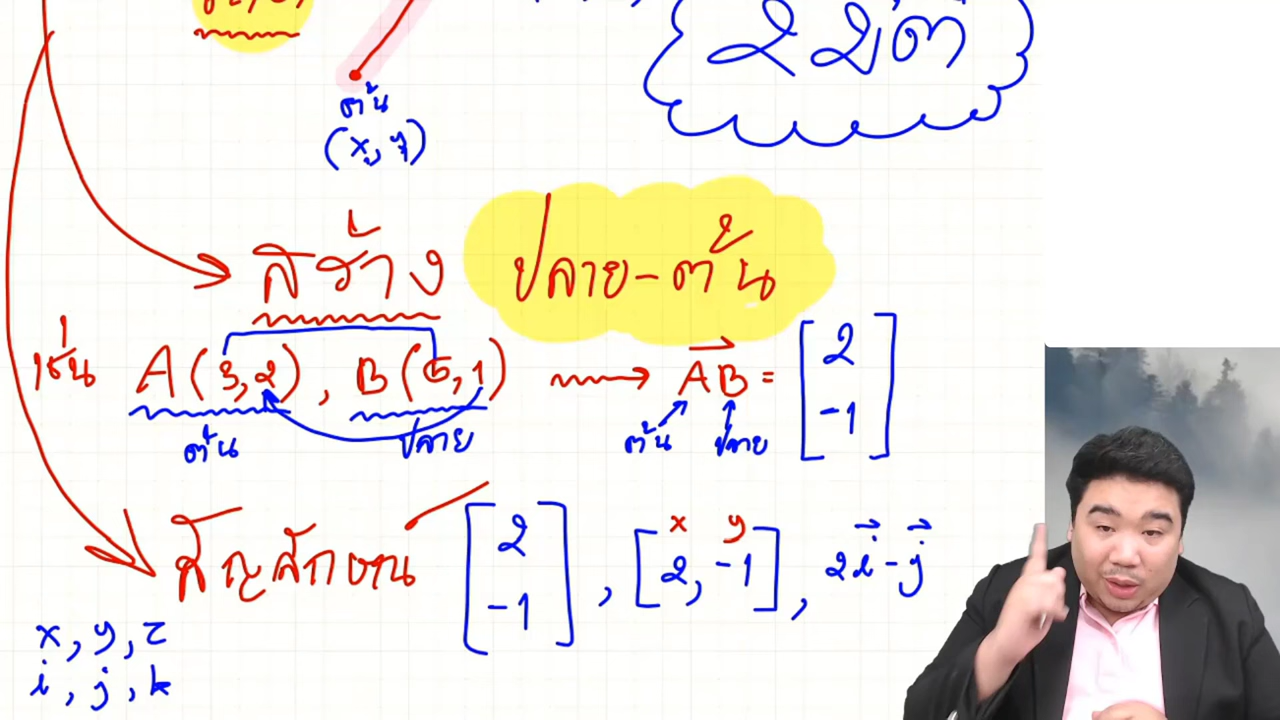 2 มิติ
ต้น
(x, y)
สร้าง ปลาย-ต้น
เช่น A(3,2), B(5,1) → AB = [2 -1]
ต้น ปลาย ต้น ปลาย
x y
สัญลักษณ์ [2 -1], [2, -1], 2i - j
x, y, z
i, j, k